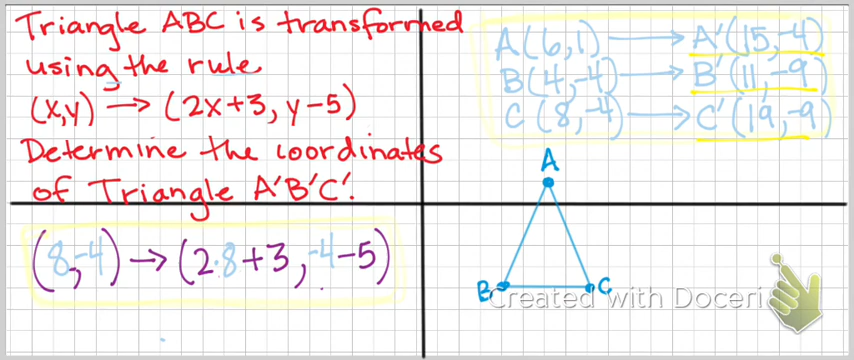 Triangle ABC is transformed
using the rule
(x,y) → (2x+3, y-5)
Determine the coordinates
of Triangle A'B'C'.
(8,-4) → (2·8+3, -4-5)
A(6,1) → A'(15,-4)
B(4,-4) → B'(11,-9)
C(8,-4) → C'(19,-9)
A
B
C
Created with Doceri